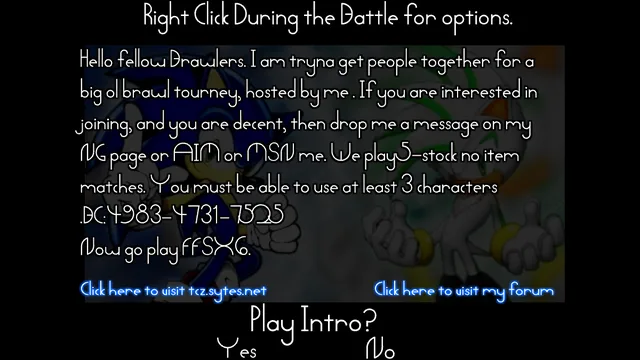 Right Click During the Battle for options.
Hello fellow Brawlers. I am tryna get people together for a
big ol brawl tourney, hosted by me . If you are interested in
joining, and you are decent, then drop me a message on my
NG page or AIM or MSN me. We play5-stock no item
matches. You must be able to use at least 3 characters
.BC:4983-4731-7525
Now go play FFSX6.
Click here to visit tcz.sytes.net
Click here to visit my forum
Play Intro?
Yes No